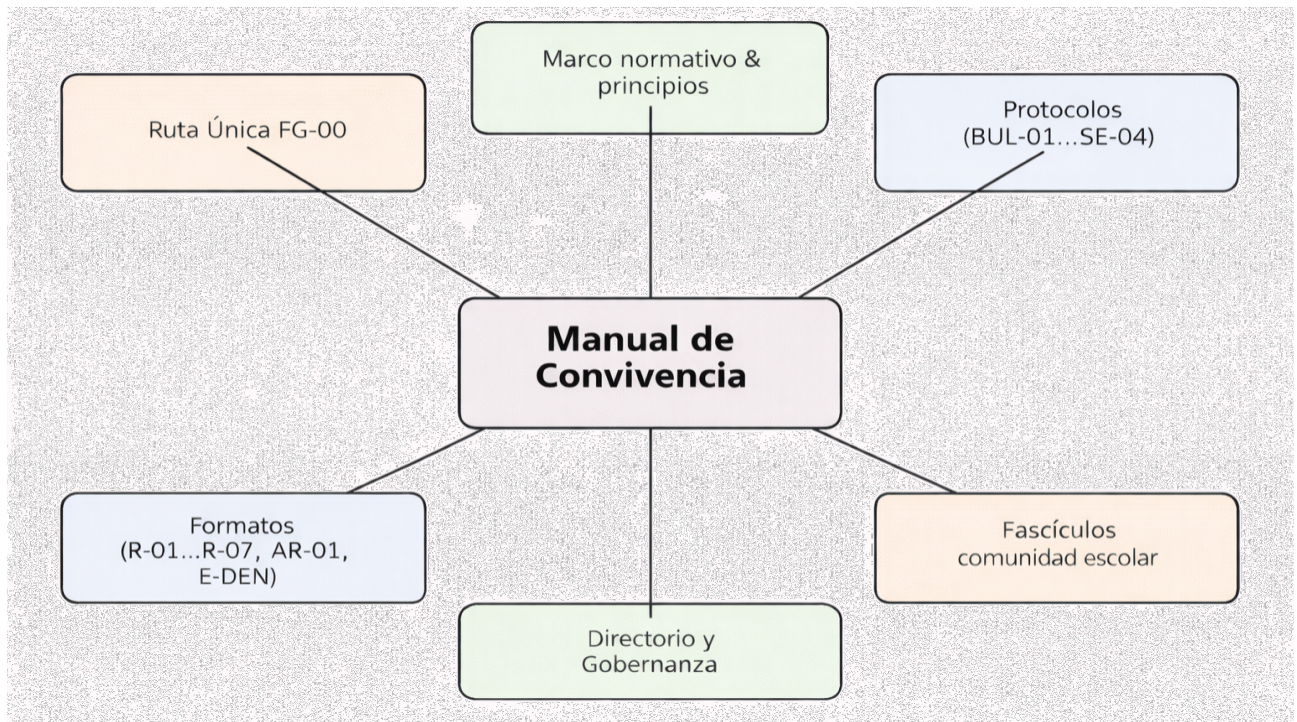 Marco normativo &
principios
Ruta Única FG-00
Protocolos
(BUL-01...SE-04)
Manual de
Convivencia
Formatos
(R-01...R-07, AR-01,
E-DEN)
Fascículos
comunidad escolar
Directorio y
Gobernanza